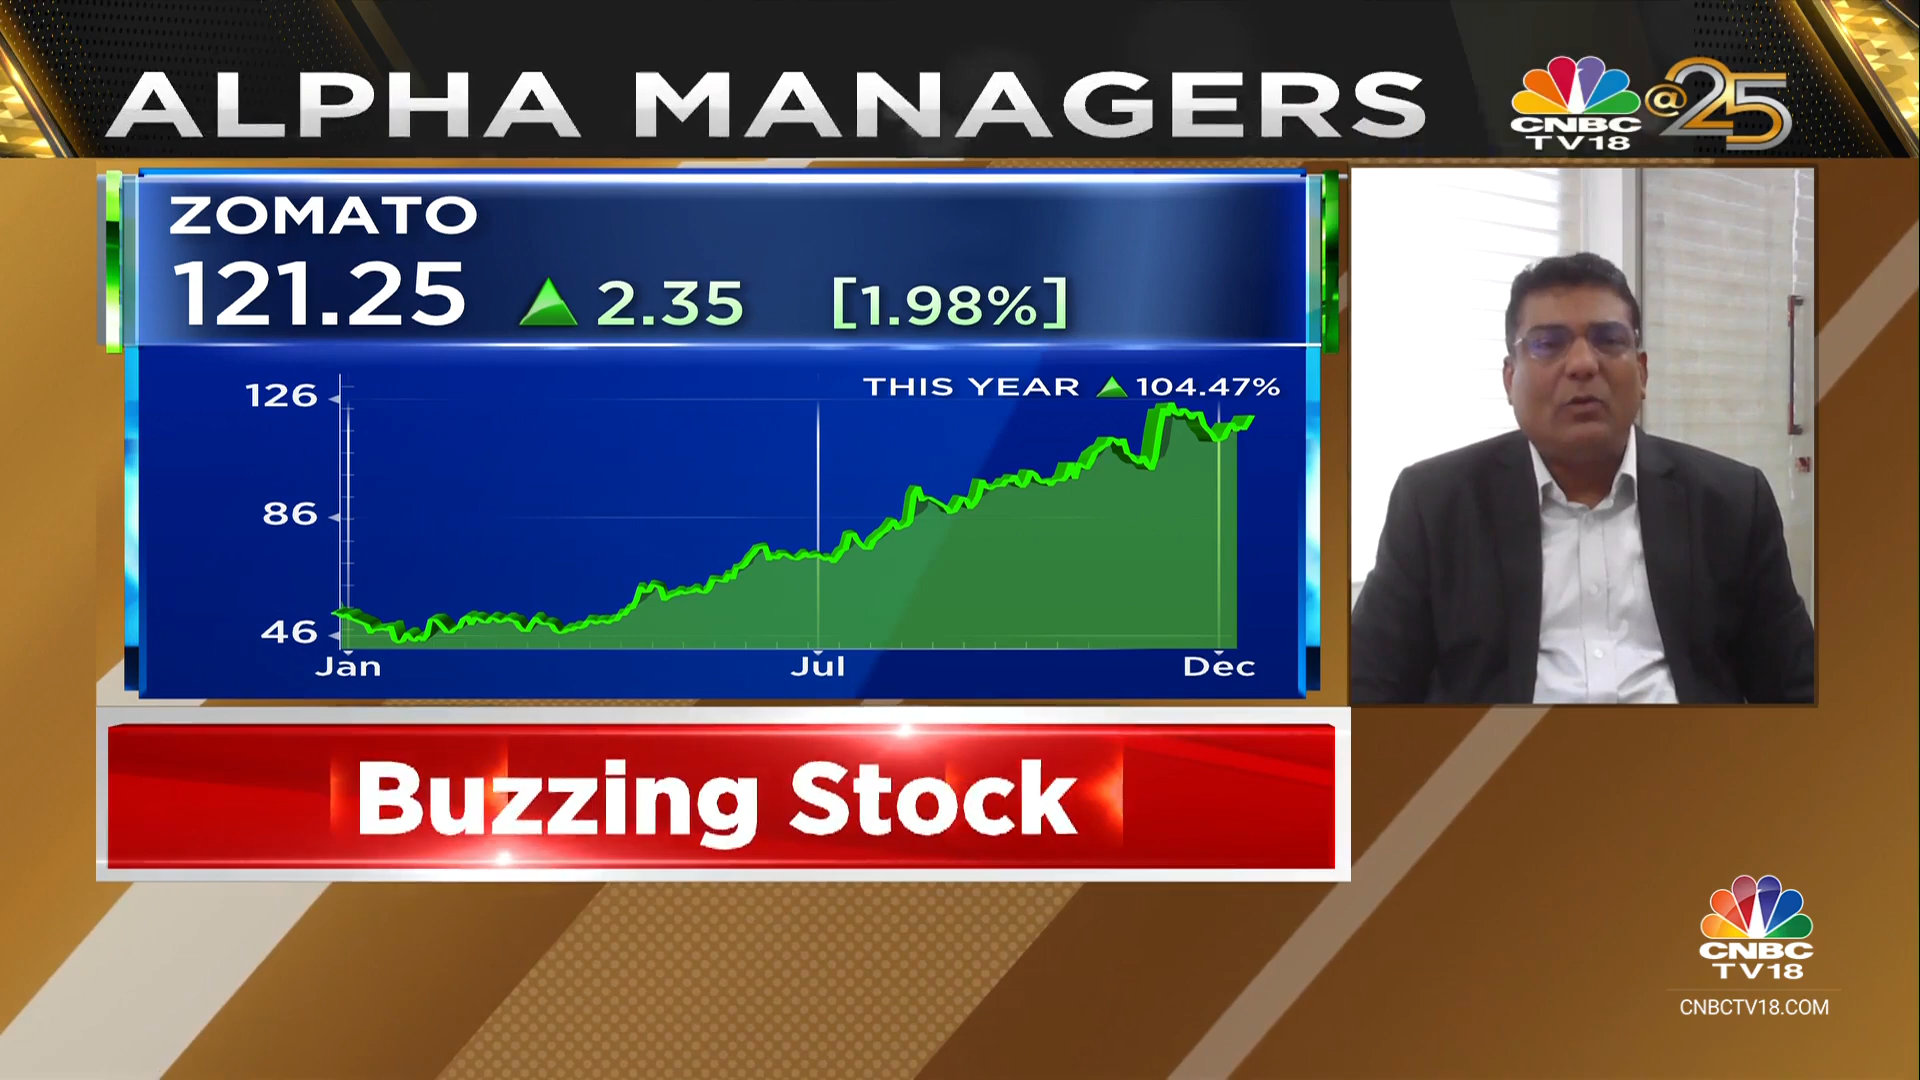 ALPHA MANAGERS
CNBC
TV18
@25
ZOMATO
121.25 ▲ 2.35 [1.98%]
THIS YEAR ▲ 104.47%
126
86
46
Jan Jul Dec
Buzzing Stock
CNBC
TV18
CNBCTV18.COM